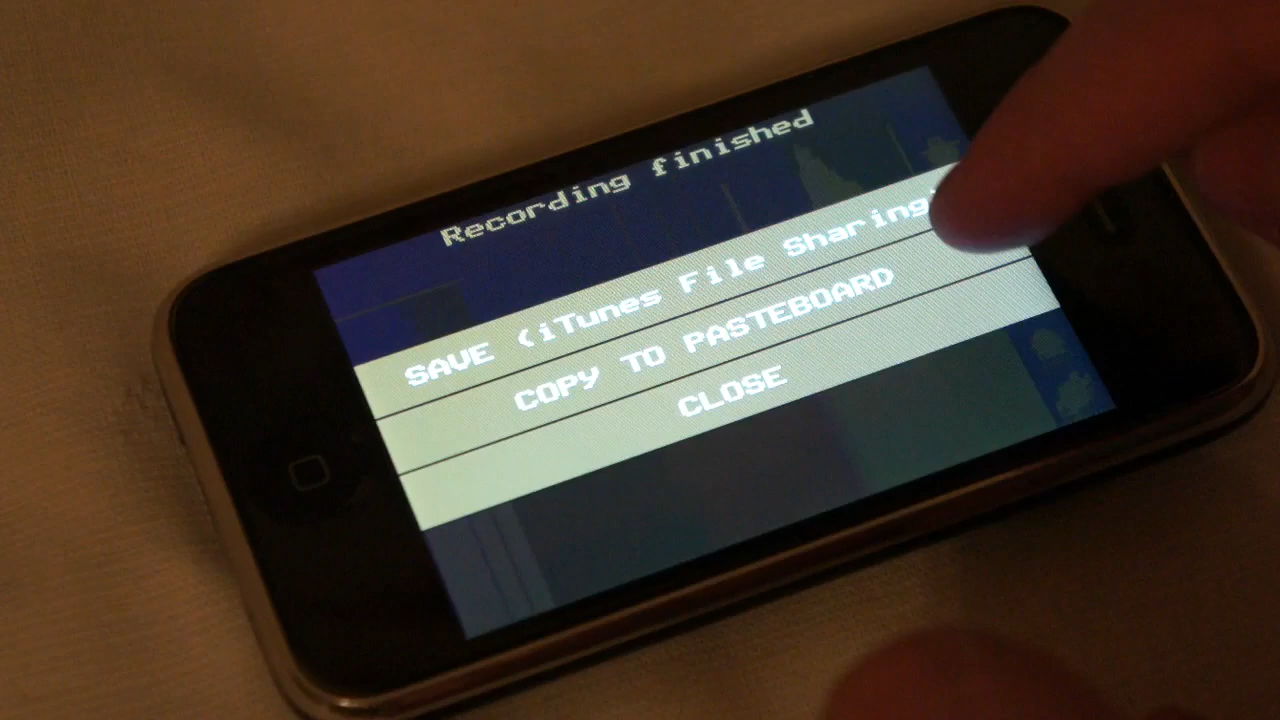 Recording finished
SAVE (iTunes File Sharing)
COPY TO PASTEBOARD
CLOSE